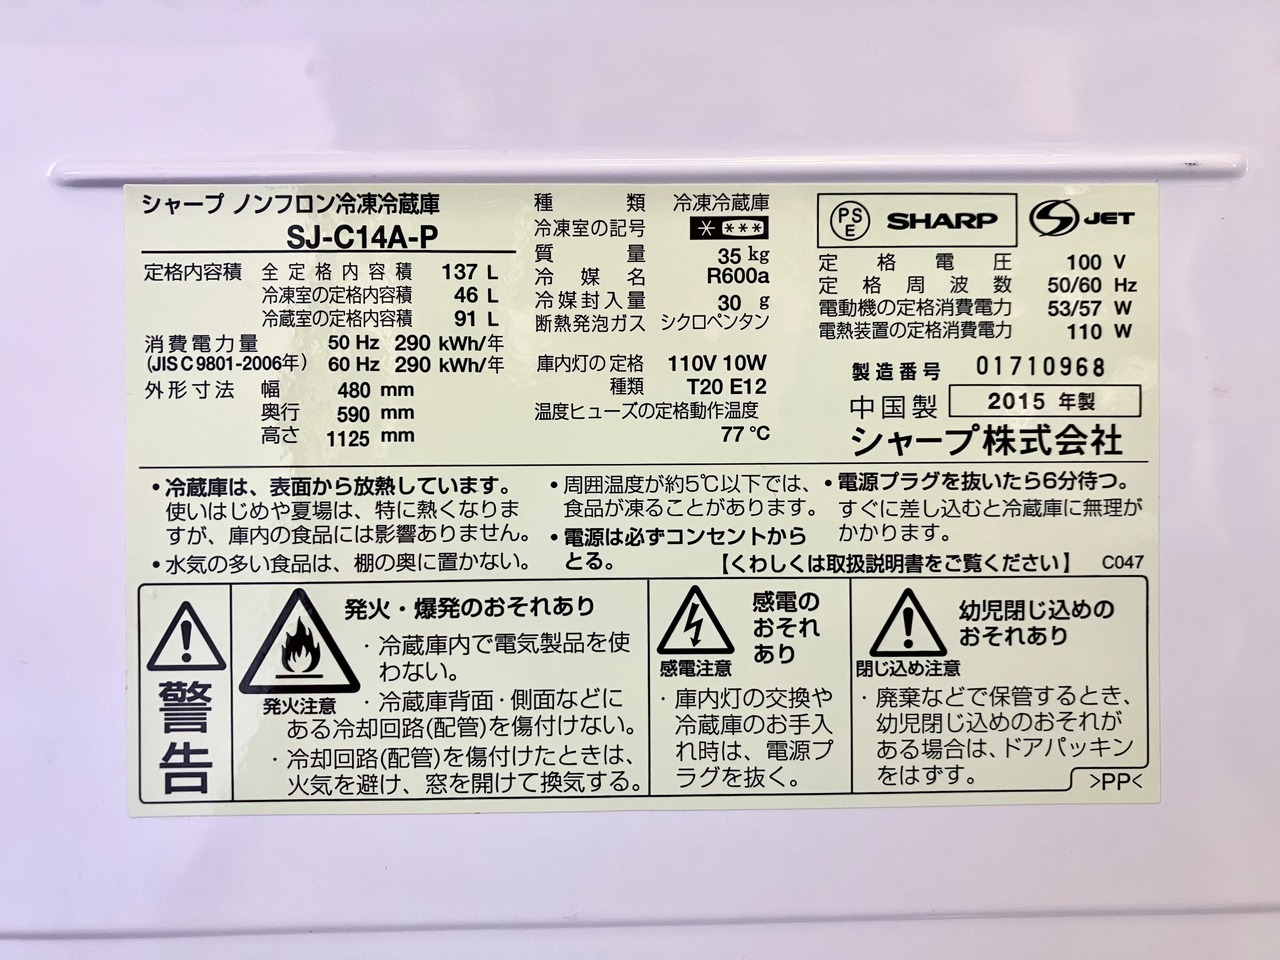 シャープ ノンフロン冷凍冷蔵庫
SJ-C14A-P
定格内容積 全定格内容積 137 L
冷凍室の定格内容積 46 L
冷蔵室の定格内容積 91 L
消費電力量 50 Hz 290 kWh/年
(JIS C 9801-2006年) 60 Hz 290 kWh/年
外形寸法 幅 480 mm
奥行 590 mm
高さ 1125 mm
種類 冷凍冷蔵庫
冷凍室の記号 * ***
質量 35 kg
冷媒名 R600a
冷媒封入量 30 g
断熱発泡ガス シクロペンタン
庫内灯の定格 110V 10W
種類 T20 E12
温度ヒューズの定格動作温度
77 ℃
PSE SHARP JET
定格電圧 100 V
定格周波数 50/60 Hz
電動機の定格消費電力 53/57 W
電熱装置の定格消費電力 110 W
製造番号 01710968
中国製 2015 年製
シャープ株式会社
・冷蔵庫は、表面から放熱しています。
使いはじめや夏場は、特に熱くなりま
すが、庫内の食品には影響ありません。
・水気の多い食品は、棚の奥に置かない。
・周囲温度が約5℃以下では、
食品が凍ることがあります。
・電源は必ずコンセントから
とる。
・電源プラグを抜いたら6分待つ。
すぐに差し込むと冷蔵庫に無理が
かかります。
【くわしくは取扱説明書をご覧ください】 C047
警告
発火注意
発火・爆発のおそれあり
・冷蔵庫内で電気製品を使
わない。
・冷蔵庫背面・側面などに
ある冷却回路(配管)を傷付けない。
・冷却回路(配管)を傷付けたときは、
火気を避け、窓を開けて換気する。
感電注意
感電の
おそれ
あり
・庫内灯の交換や
冷蔵庫のお手入
れ時は、電源プ
ラグを抜く。
閉じ込め注意
幼児閉じ込めの
おそれあり
・廃棄などで保管するとき、
幼児閉じ込めのおそれが
ある場合は、ドアパッキン
をはずす。
>PP<